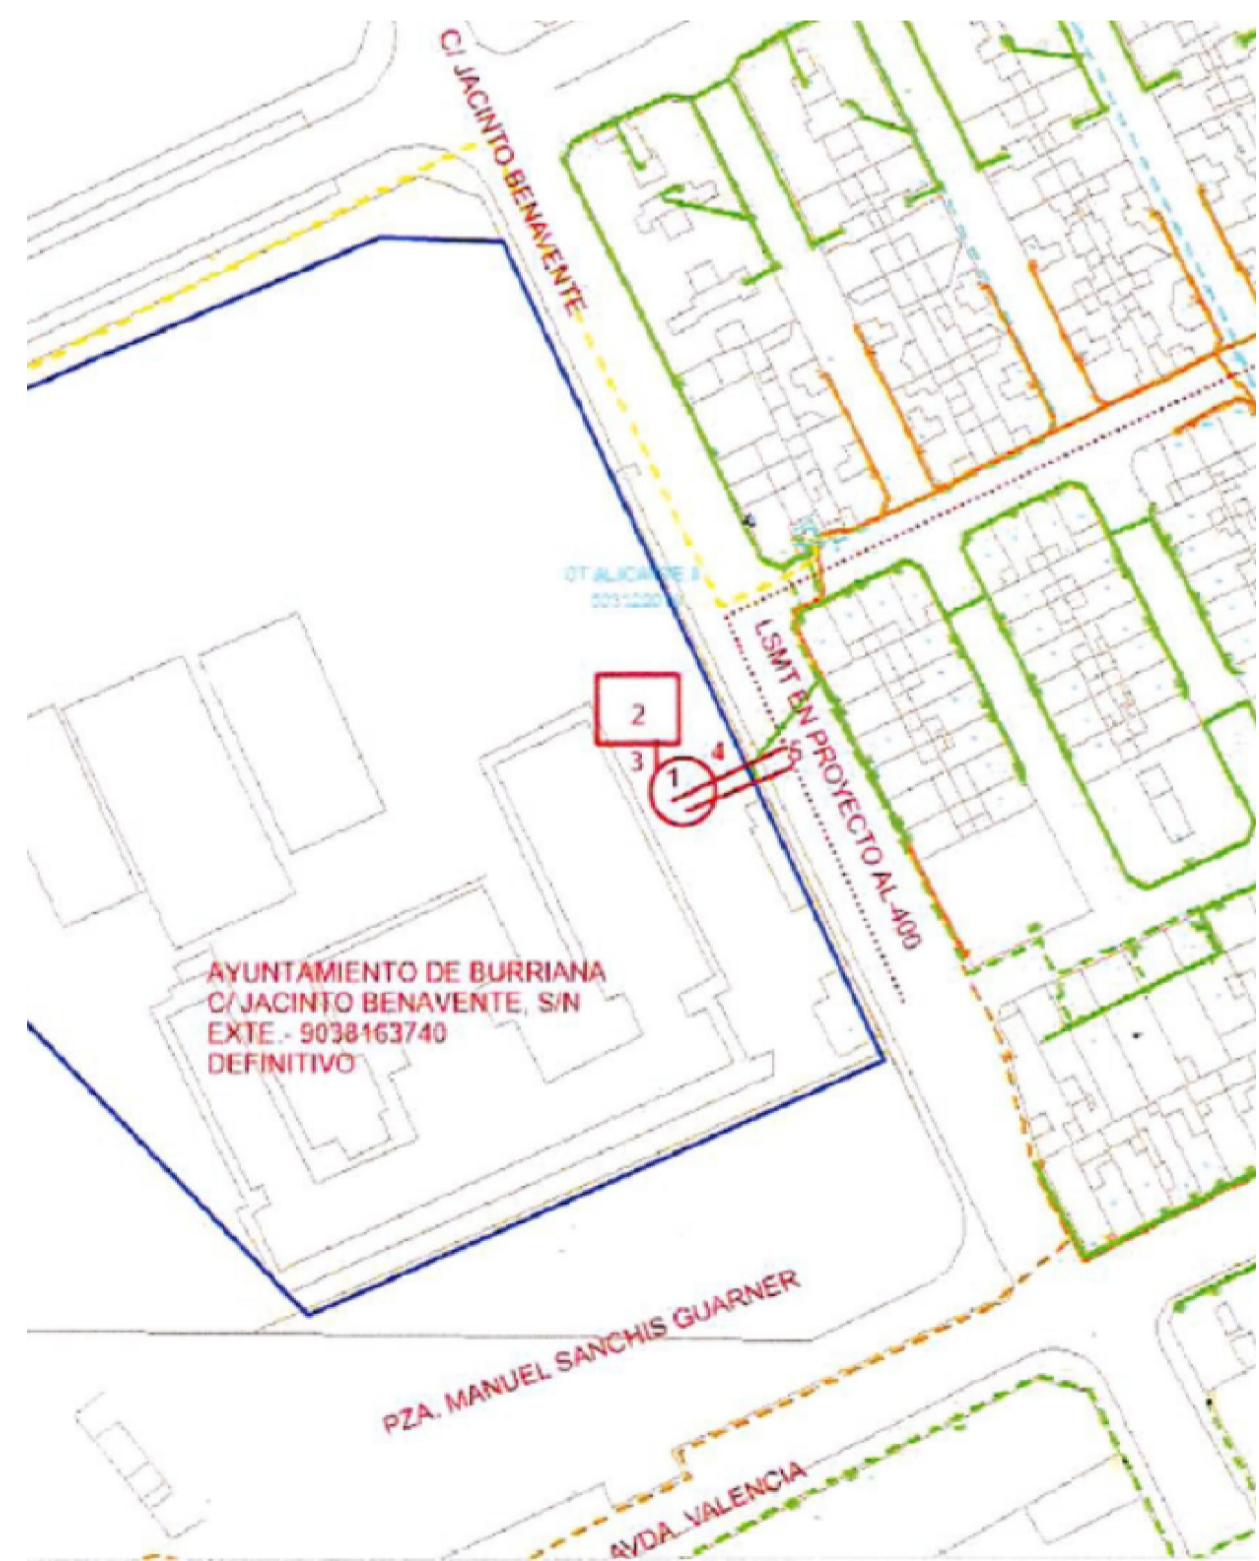 C/ JACINTO BENAVENTE
LSMT EN PROYECTO AL-400
2
3
4
1
5
AYUNTAMIENTO DE BURRIANA
C/ JACINTO BENAVENTE, S/N
EXTE.- 9038163740
DEFINITIVO
PZA. MANUEL SANCHIS GUARNER
AVDA. VALENCIA